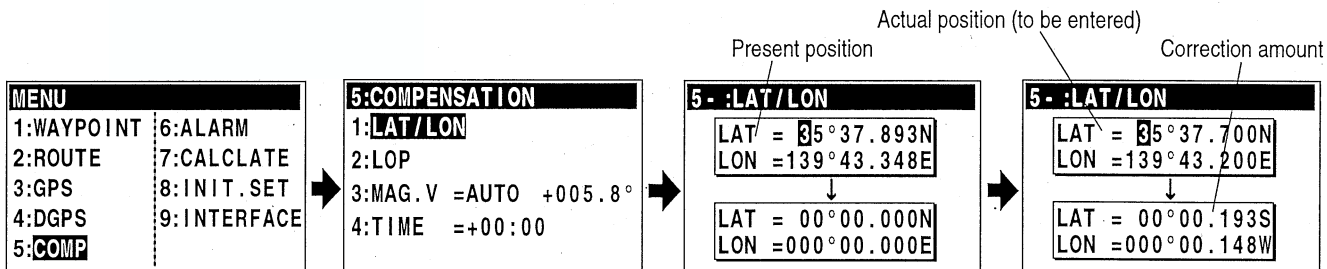 Actual position (to be entered)
Present position
Correction amount
MENU
1:WAYPOINT 6:ALARM
2:ROUTE 7:CALCLATE
3:GPS 8:INIT.SET
4:DGPS 9:INTERFACE
5:COMP
5:COMPENSATION
1:LAT/LON
2:LOP
3:MAG.V =AUTO +005.8°
4:TIME =+00:00
5- :LAT/LON
LAT = 35°37.893N
LON =139°43.348E
↓
LAT = 00°00.000N
LON =000°00.000E
5- :LAT/LON
LAT = 35°37.700N
LON =139°43.200E
↓
LAT = 00°00.193S
LON =000°00.148W